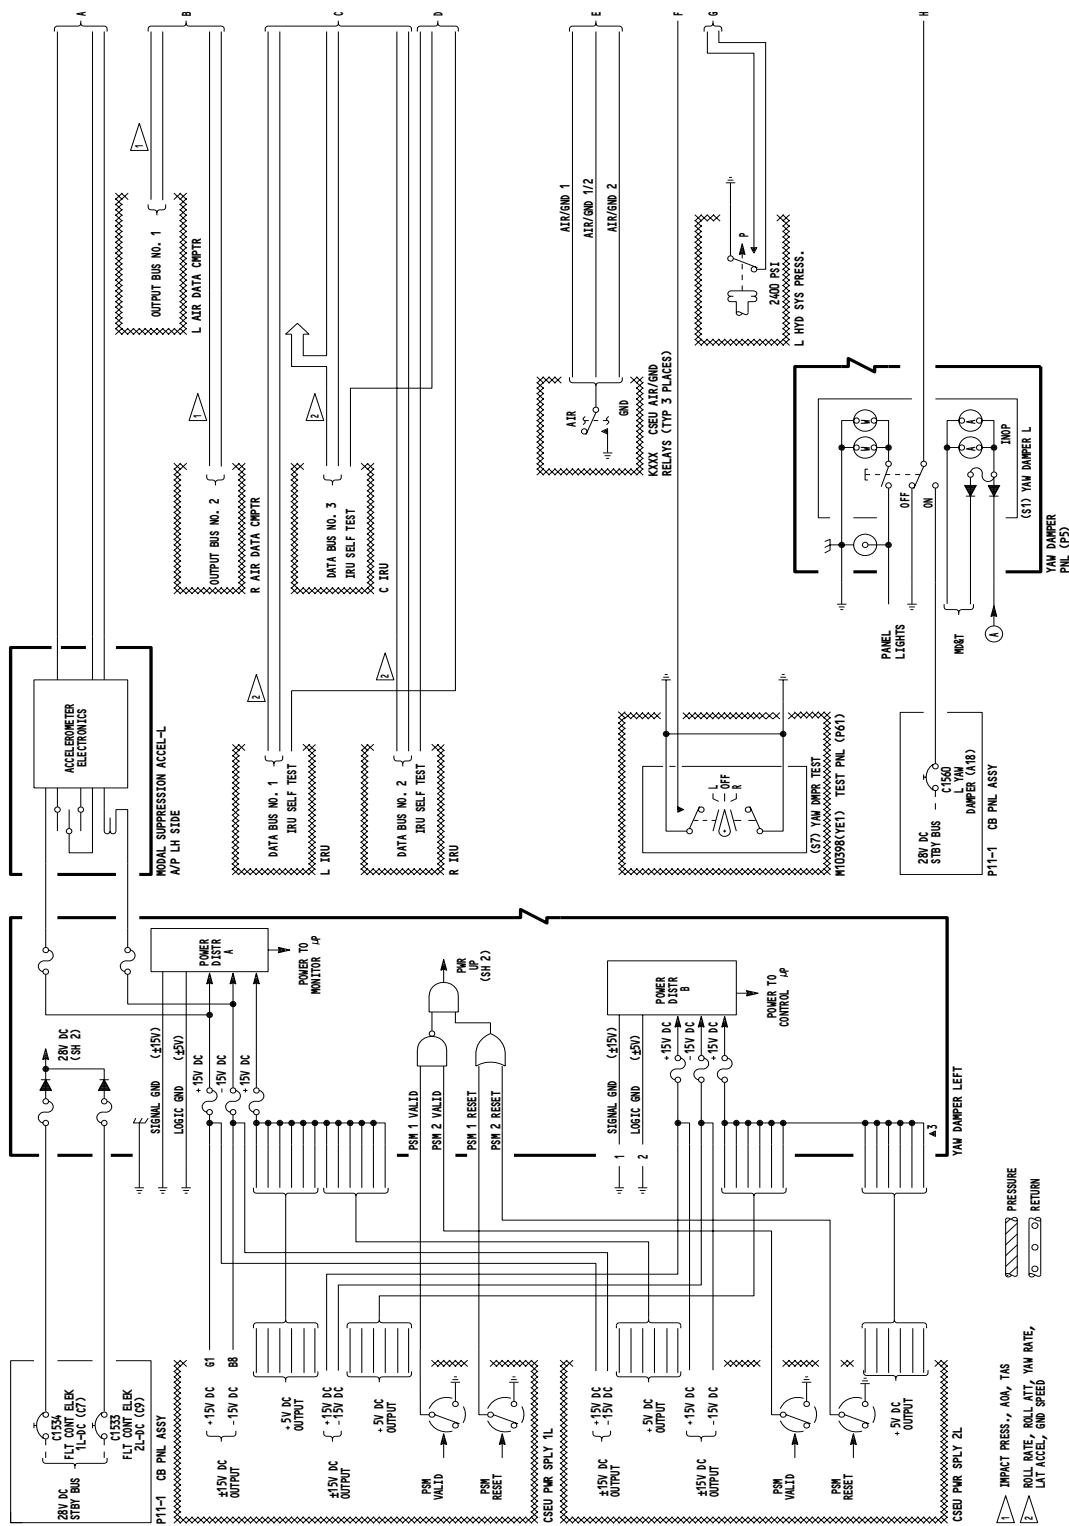 A
B
C
D
E
F
G
H
ACCELEROMETER
ELECTRONICS
MODAL SUPPRESSION ACCEL-L
A/P LH SIDE
OUTPUT BUS NO. 1
L AIR DATA CMPTR
1
OUTPUT BUS NO. 2
R AIR DATA CMPTR
1
DATA BUS NO. 1
IRU SELF TEST
L IRU
2
DATA BUS NO. 3
IRU SELF TEST
C IRU
2
DATA BUS NO. 2
IRU SELF TEST
R IRU
2
AIR/GND 1
AIR/GND 1/2
AIR/GND 2
AIR
GND
KXXX CSEU AIR/GND
RELAYS (TYP 3 PLACES)
P
2400 PSI
L HYD SYS PRESS.
L
OFF
R
(S7) YAW DMPR TEST
M10398(YE1) TEST PNL (P61)
W
W
A
A
INOP
OFF
ON
(S1) YAW DAMPER L
YAW DAMPER
PNL (P5)
PANEL
LIGHTS
MD&T
A
28V DC
STBY BUS
C1560
L YAW
DAMPER (A18)
P11-1 CB PNL ASSY
28V DC
(SH 2)
SIGNAL GND (±15V)
LOGIC GND (±5V)
+15V DC
-15V DC
+15V DC
POWER
DISTR
A
POWER TO
MONITOR μP
PSM 1 VALID
PSM 2 VALID
PSM 1 RESET
PSM 2 RESET
PWR
UP
(SH 2)
SIGNAL GND (±15V)
LOGIC GND (±5V)
1
2
+15V DC
-15V DC
+15V DC
POWER
DISTR
B
POWER TO
CONTROL μP
3
YAW DAMPER LEFT
28V DC
STBY BUS
C1534
FLT CONT ELEK
1L-DC (C7)
C1533
FLT CONT ELEK
2L-DC (C9)
P11-1 CB PNL ASSY
±15V DC
OUTPUT
+15V DC
-15V DC
G1
B8
+5V DC
OUTPUT
±15V DC
OUTPUT
+15V DC
-15V DC
+5V DC
OUTPUT
PSM
VALID
PSM
RESET
CSEU PWR SPLY 1L
±15V DC
OUTPUT
+15V DC
-15V DC
+5V DC
OUTPUT
±15V DC
OUTPUT
+15V DC
-15V DC
PSM
VALID
PSM
RESET
+5V DC
OUTPUT
CSEU PWR SPLY 2L
1 IMPACT PRESS., AOA, TAS
2 ROLL RATE, ROLL ATT, YAW RATE,
LAT ACCEL, GND SPEED
PRESSURE
RETURN